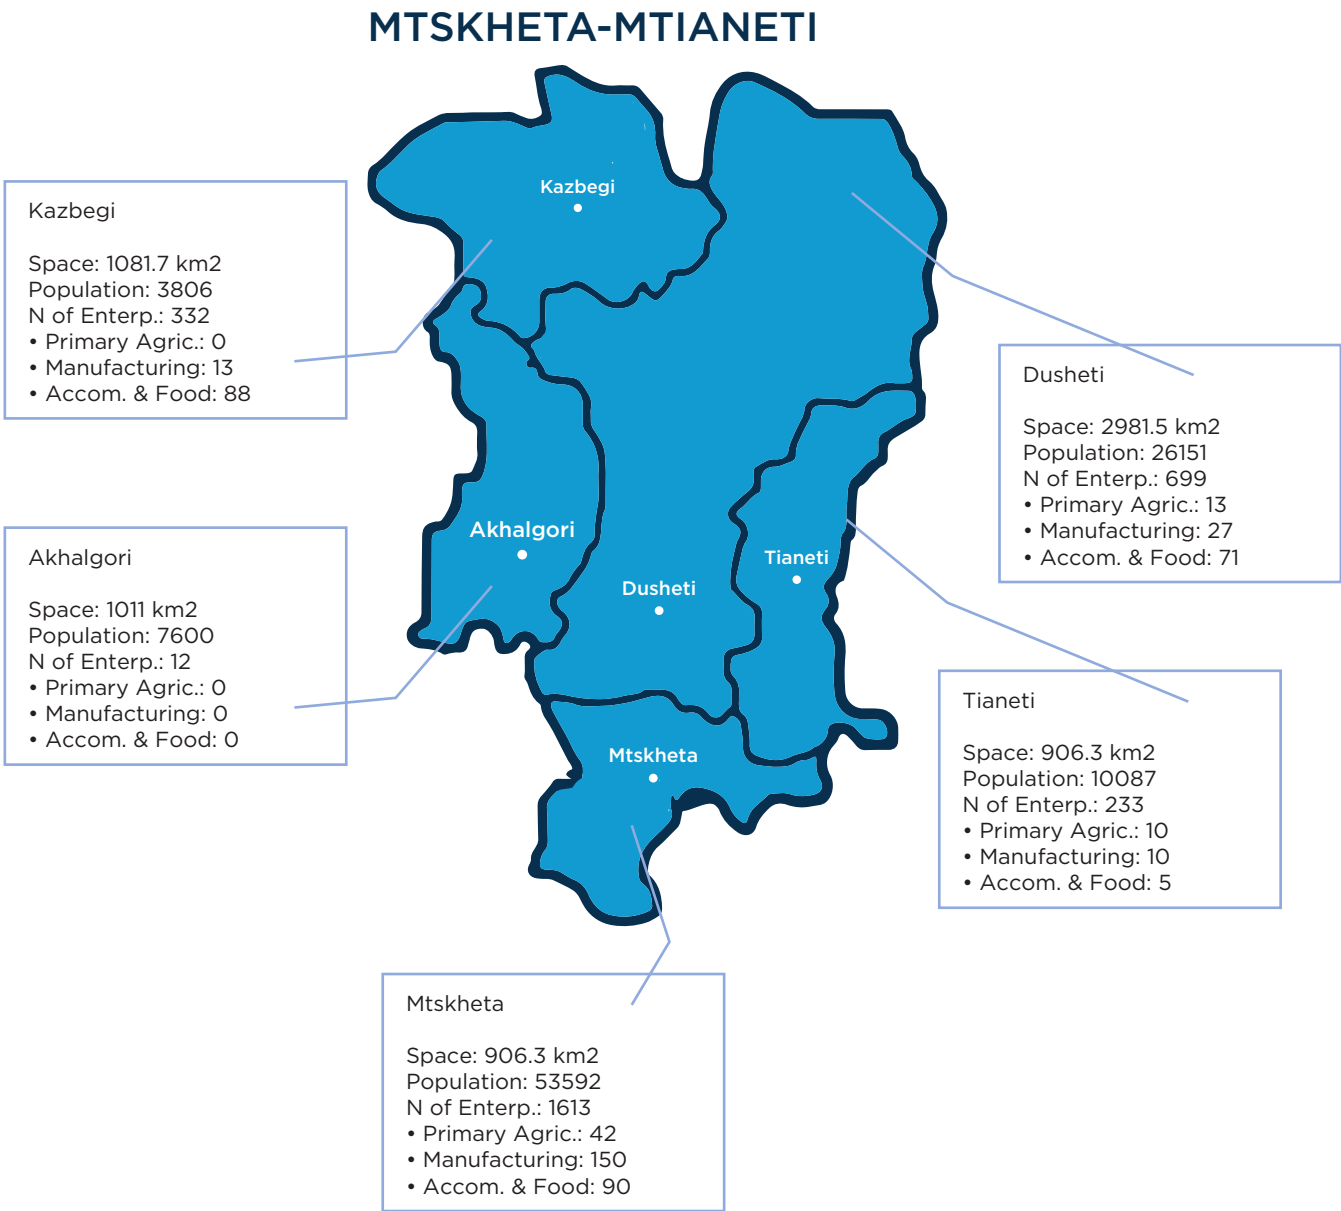 MTSKHETA-MTIANETI
Kazbegi
Space: 1081.7 km2
Population: 3806
N of Enterp.: 332
• Primary Agric.: 0
• Manufacturing: 13
• Accom. & Food: 88
Akhalgori
Space: 1011 km2
Population: 7600
N of Enterp.: 12
• Primary Agric.: 0
• Manufacturing: 0
• Accom. & Food: 0
Kazbegi
Akhalgori
Dusheti
Tianeti
Mtskheta
Dusheti
Space: 2981.5 km2
Population: 26151
N of Enterp.: 699
• Primary Agric.: 13
• Manufacturing: 27
• Accom. & Food: 71
Tianeti
Space: 906.3 km2
Population: 10087
N of Enterp.: 233
• Primary Agric.: 10
• Manufacturing: 10
• Accom. & Food: 5
Mtskheta
Space: 906.3 km2
Population: 53592
N of Enterp.: 1613
• Primary Agric.: 42
• Manufacturing: 150
• Accom. & Food: 90